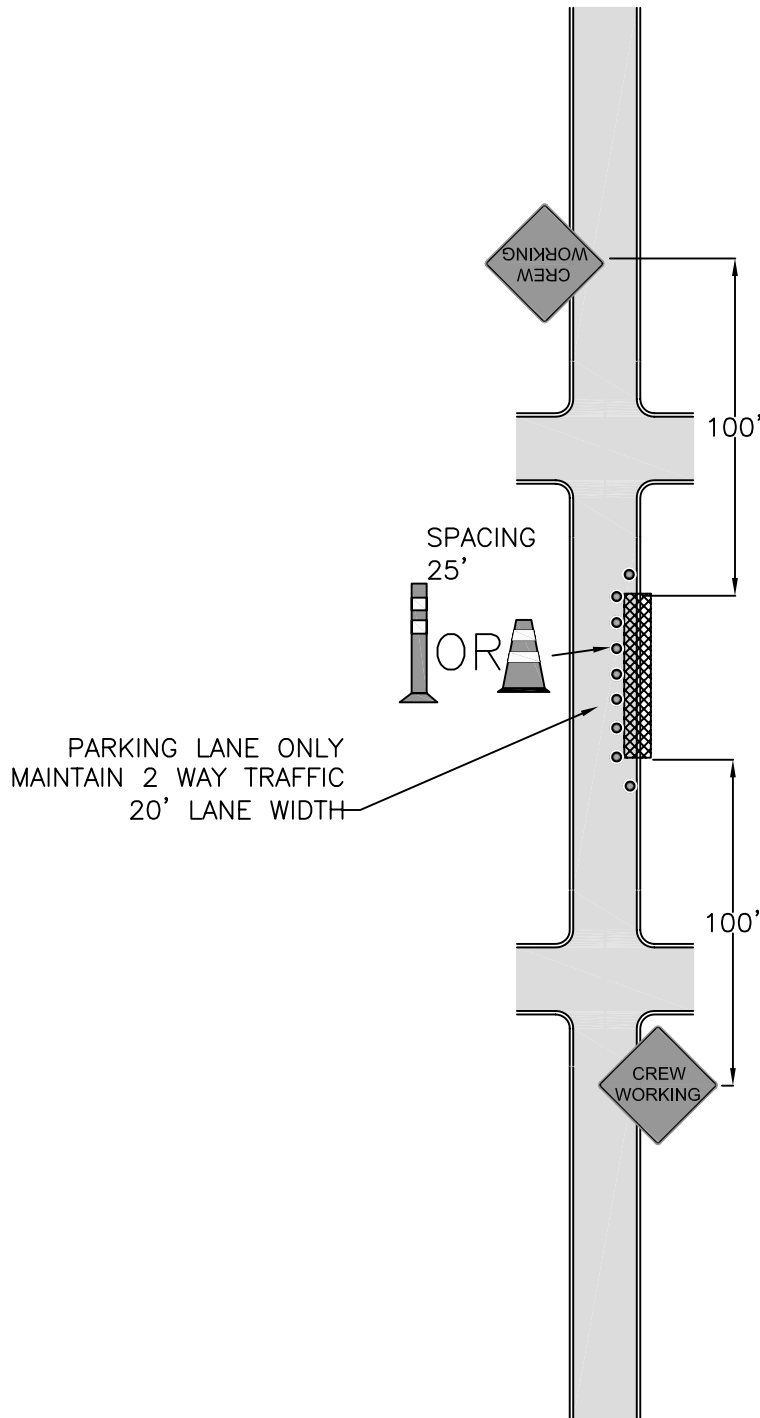 CREW
WORKING
100'
SPACING
25'
OR
PARKING LANE ONLY
MAINTAIN 2 WAY TRAFFIC
20' LANE WIDTH
100'
CREW
WORKING